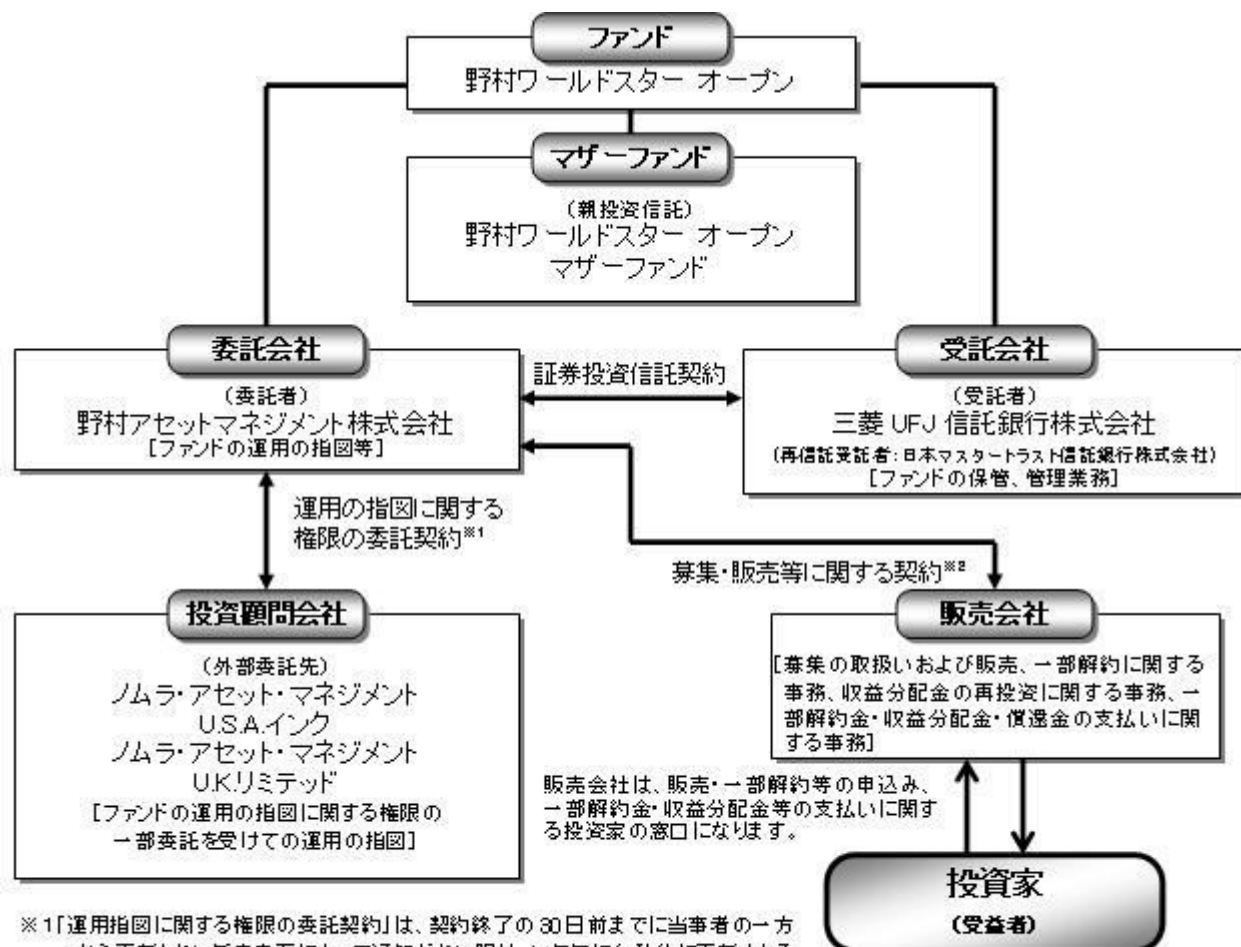 ファンド
野村ワールドスター オープン
マザーファンド
(親投資信託)
野村ワールドスター オープン
マザーファンド
委託会社
(委託者)
野村アセットマネジメント株式会社
[ファンドの運用の指図等]
証券投資信託契約
受託会社
(受託者)
三菱UFJ信託銀行株式会社
(再信託受託者:日本マスタートラスト信託銀行株式会社)
[ファンドの保管、管理業務]
運用の指図に関する
権限の委託契約※1
募集・販売等に関する契約※2
投資顧問会社
(外部委託先)
ノムラ・アセット・マネジメント
U.S.A.インク
ノムラ・アセット・マネジメント
U.K.リミテッド
[ファンドの運用の指図に関する権限の
一部委託を受けての運用の指図]
販売会社
[募集の取扱いおよび販売、一部解約に関する
事務、収益分配金の再投資に関する事務、一
部解約金・収益分配金・償還金の支払いに関
する事務]
販売会社は、販売・一部解約等の申込み、
一部解約金・収益分配金等の支払いに関す
る投資家の窓口になります。
投資家
(受益者)
※1「運用指図に関する権限の委託契約」は、契約終了の30日前までに当事者の一方